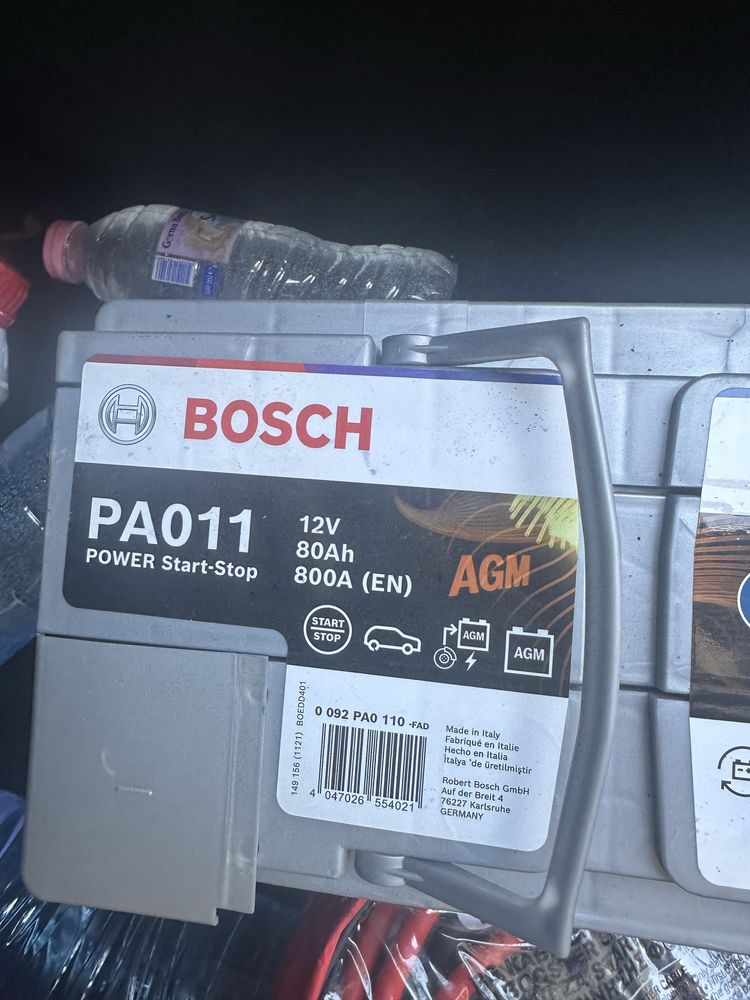 BOSCH
PA011
POWER Start-Stop
12V
80Ah
800A (EN)
AGM
START
STOP
AGM
AGM
149 156 (1121) BOEDD401
0 092 PA0 110 -FAD
4 047026 554021
Made in Italy
Fabriqué en Italie
Hecho en Italia
İtalya 'de üretilmiştir
Robert Bosch GmbH
Auf der Breit 4
76227 Karlsruhe
GERMANY